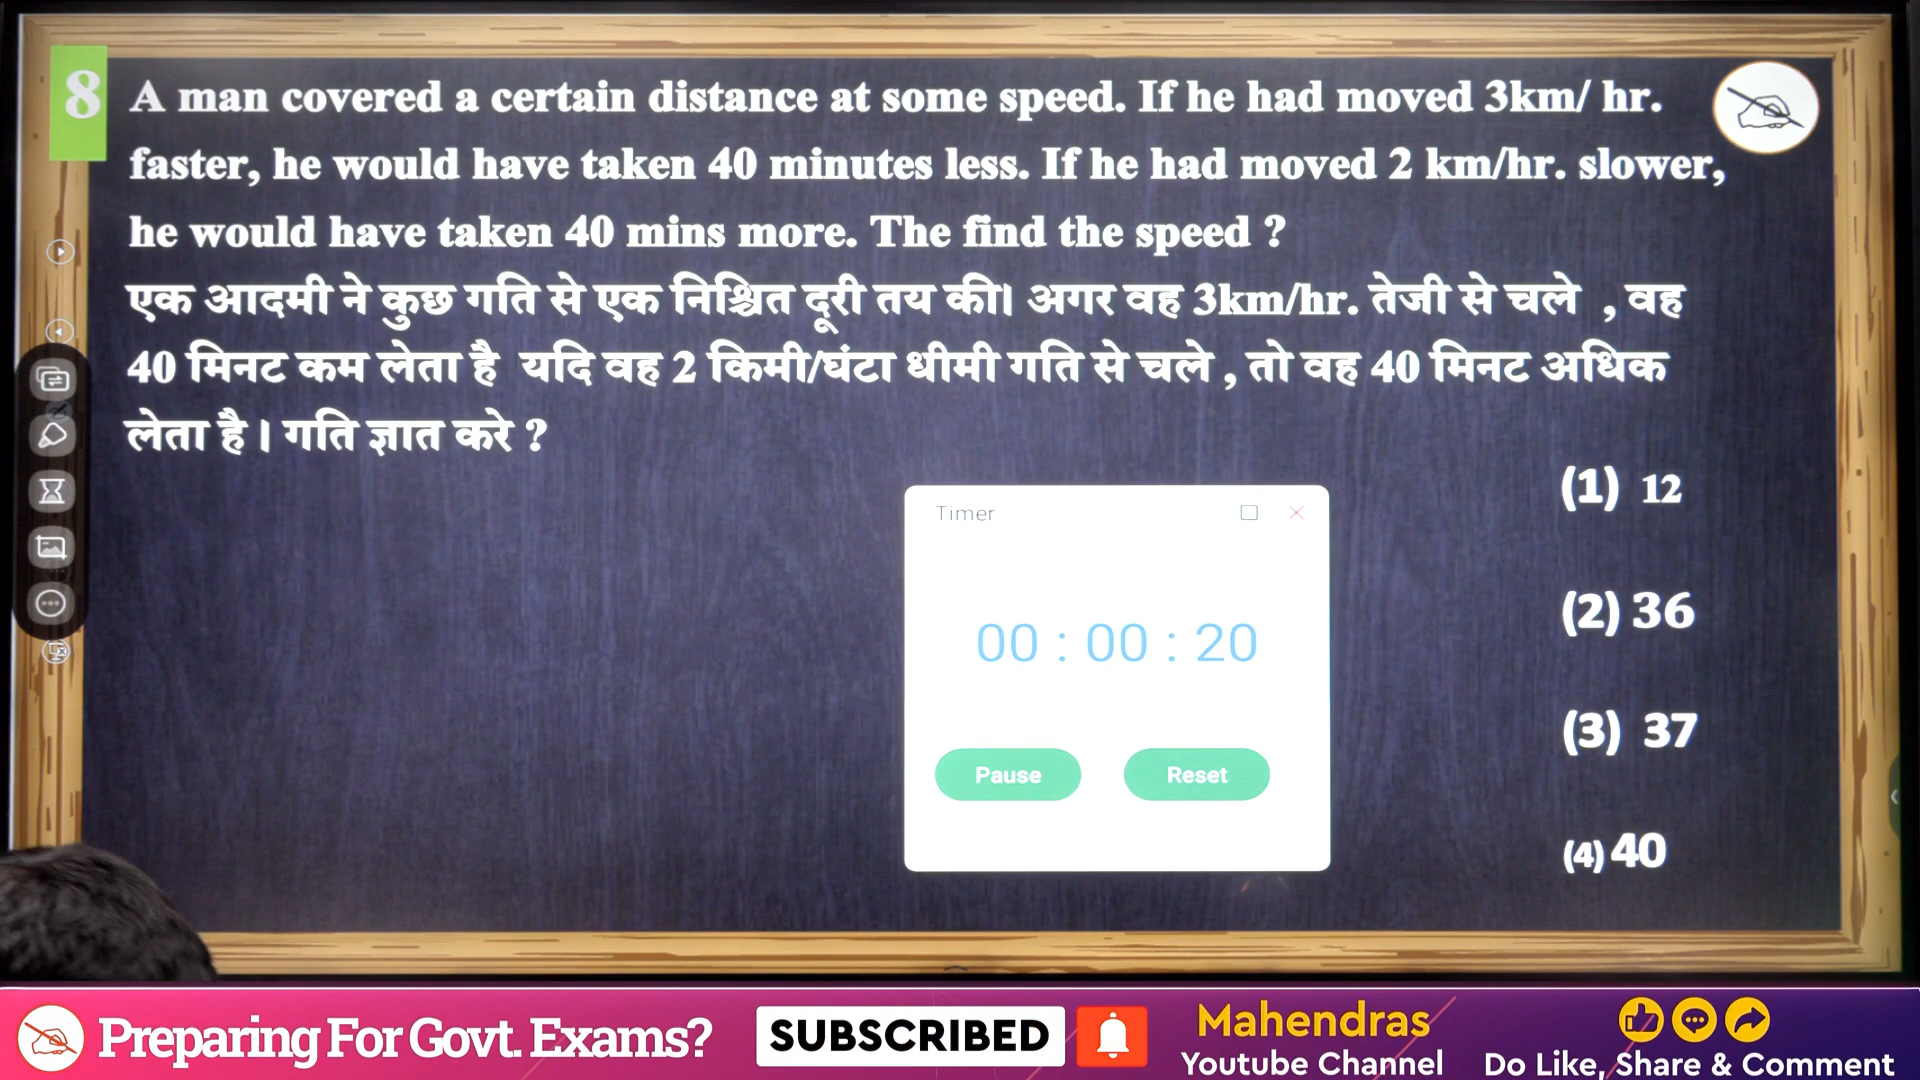 8 A man covered a certain distance at some speed. If he had moved 3km/ hr.
faster, he would have taken 40 minutes less. If he had moved 2 km/hr. slower,
he would have taken 40 mins more. The find the speed ?
एक आदमी ने कुछ गति से एक निश्चित दूरी तय की। अगर वह 3km/hr. तेजी से चले , वह
40 मिनट कम लेता है यदि वह 2 किमी/घंटा धीमी गति से चले , तो वह 40 मिनट अधिक
लेता है । गति ज्ञात करे ?
(1) 12
Timer
(2) 36
00 : 00 : 20
(3) 37
Pause Reset
(4) 40
Preparing For Govt. Exams?
SUBSCRIBED
Mahendras
Youtube Channel
Do Like, Share & Comment